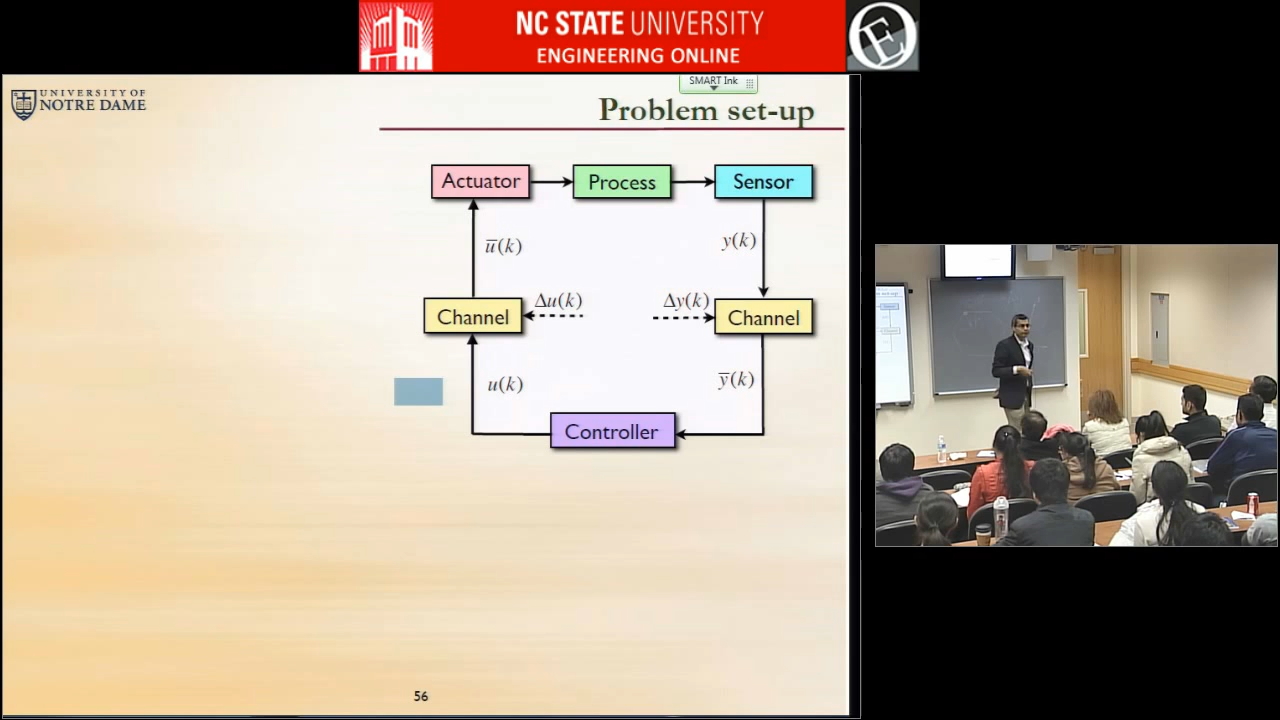 NC STATE UNIVERSITY
ENGINEERING ONLINE
OE
SMART Ink
UNIVERSITY OF
NOTRE DAME
Problem set-up
Actuator
Process
Sensor
u̅(k)
y(k)
Δu(k)
Δy(k)
Channel
Channel
u(k)
y̅(k)
Controller
56